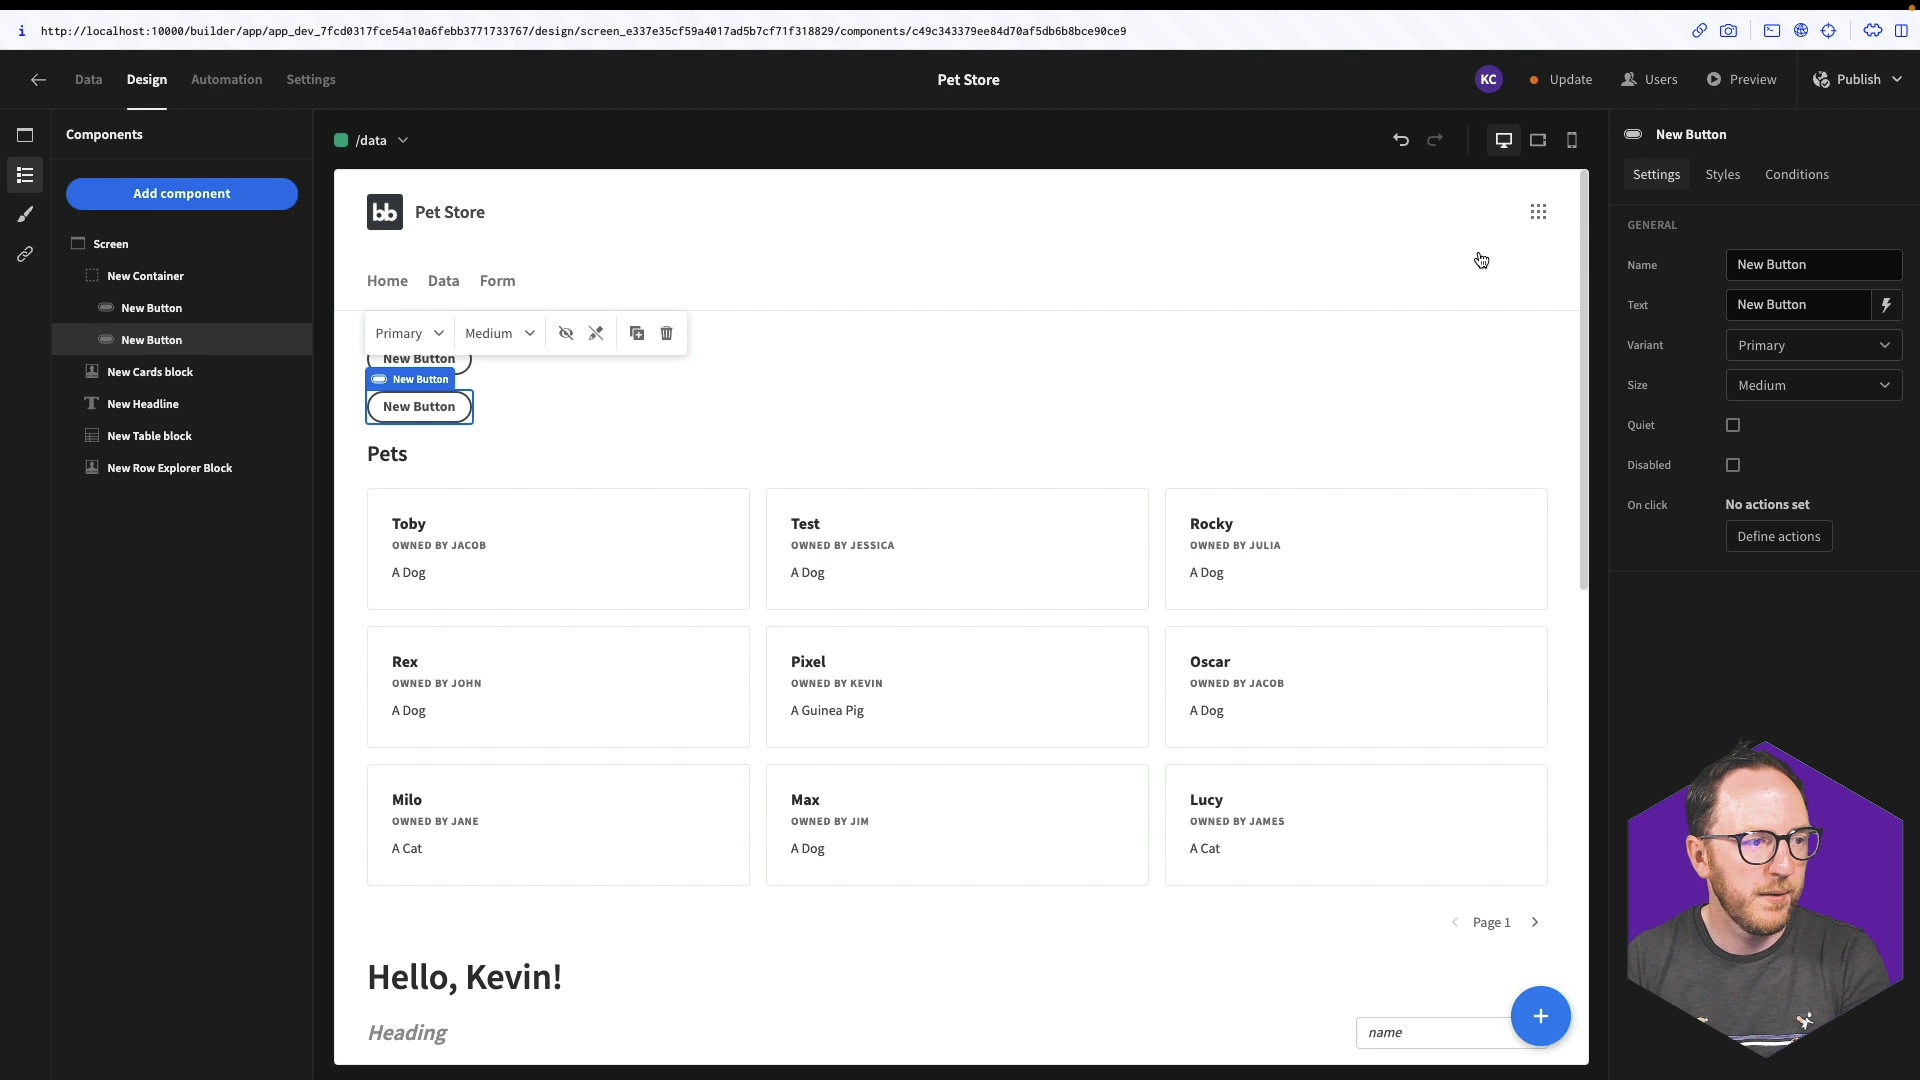 http://localhost:10000/builder/app/app_dev_7fcd0317fce54a10a6febb3771733767/design/screen_e337e35cf59a4017ad5b7cf71f318829/components/c49c343379ee84d70af5db6b8bce90ce9
Data Design Automation Settings
Pet Store
KC Update Users Preview Publish
Components
Add component
Screen
New Container
New Button
New Button
New Cards block
New Headline
New Table block
New Row Explorer Block
/data
bb Pet Store
Home Data Form
Primary Medium
New Button
New Button
New Button
Pets
Toby
OWNED BY JACOB
A Dog
Test
OWNED BY JESSICA
A Dog
Rocky
OWNED BY JULIA
A Dog
Rex
OWNED BY JOHN
A Dog
Pixel
OWNED BY KEVIN
A Guinea Pig
Oscar
OWNED BY JACOB
A Dog
Milo
OWNED BY JANE
A Cat
Max
OWNED BY JIM
A Dog
Lucy
OWNED BY JAMES
A Cat
Page 1
Hello, Kevin!
Heading
name
New Button
Settings Styles Conditions
GENERAL
Name New Button
Text New Button
Variant Primary
Size Medium
Quiet
Disabled
On click No actions set
Define actions